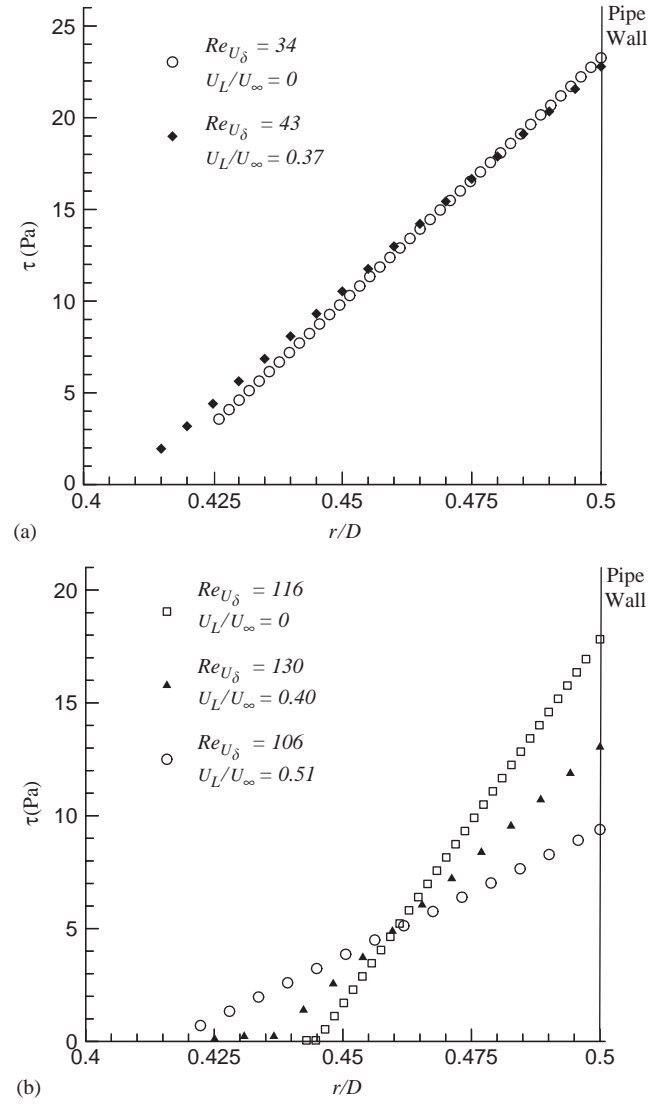 25
20
15
10
5
0
τ (Pa)
Re_{U_δ} = 34
U_L/U_∞ = 0
Re_{U_δ} = 43
U_L/U_∞ = 0.37
Pipe
Wall
0.4
0.425
0.45
0.475
0.5
r/D
(a)
20
15
10
5
0
τ(Pa)
Re_{U_δ} = 116
U_L/U_∞ = 0
Re_{U_δ} = 130
U_L/U_∞ = 0.40
Re_{U_δ} = 106
U_L/U_∞ = 0.51
Pipe
Wall
0.4
0.425
0.45
0.475
0.5
r/D
(b)